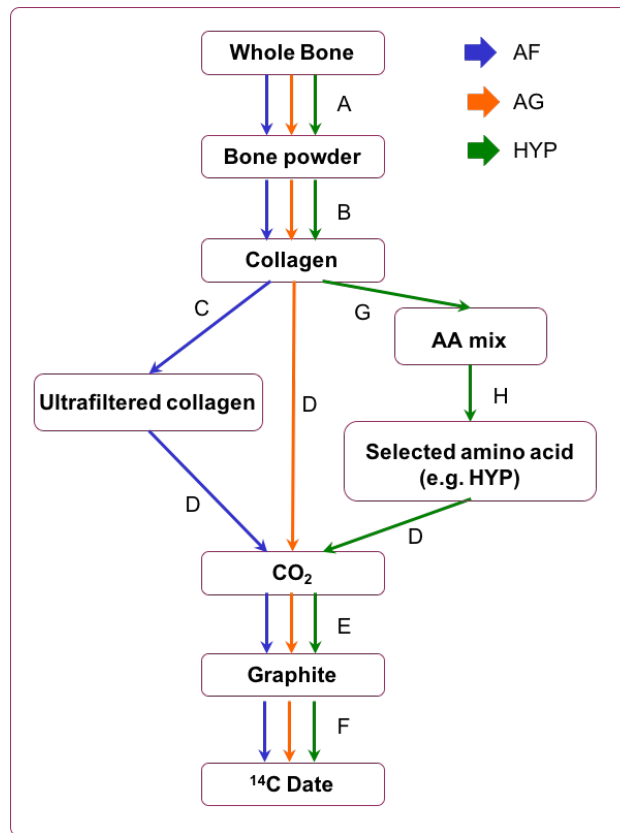 Whole Bone
AF
A
AG
Bone powder
HYP
B
Collagen
C
G
AA mix
Ultrafiltered collagen
D
H
Selected amino acid
(e.g. HYP)
D
D
CO₂
E
Graphite
F
¹⁴C Date